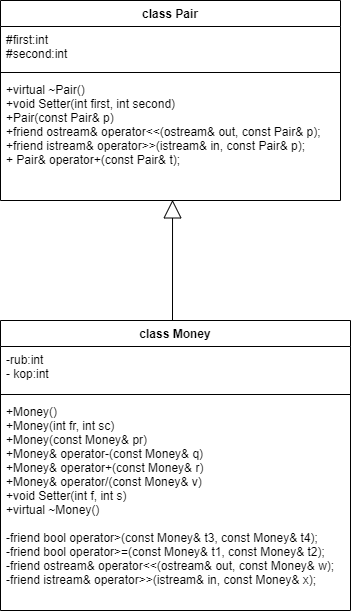 class Pair
#first:int
#second:int
+virtual ~Pair()
+void Setter(int first, int second)
+Pair(const Pair& p)
+friend ostream& operator<<(ostream& out, const Pair& p);
+friend istream& operator>>(istream& in, const Pair& p);
+ Pair& operator+(const Pair& t);
class Money
-rub:int
- kop:int
+Money()
+Money(int fr, int sc)
+Money(const Money& pr)
+Money& operator-(const Money& q)
+Money& operator+(const Money& r)
+Money& operator/(const Money& v)
+void Setter(int f, int s)
+virtual ~Money()
-friend bool operator>(const Money& t3, const Money& t4);
-friend bool operator>=(const Money& t1, const Money& t2);
-friend ostream& operator<<(ostream& out, const Money& w);
-friend istream& operator>>(istream& in, const Money& x);